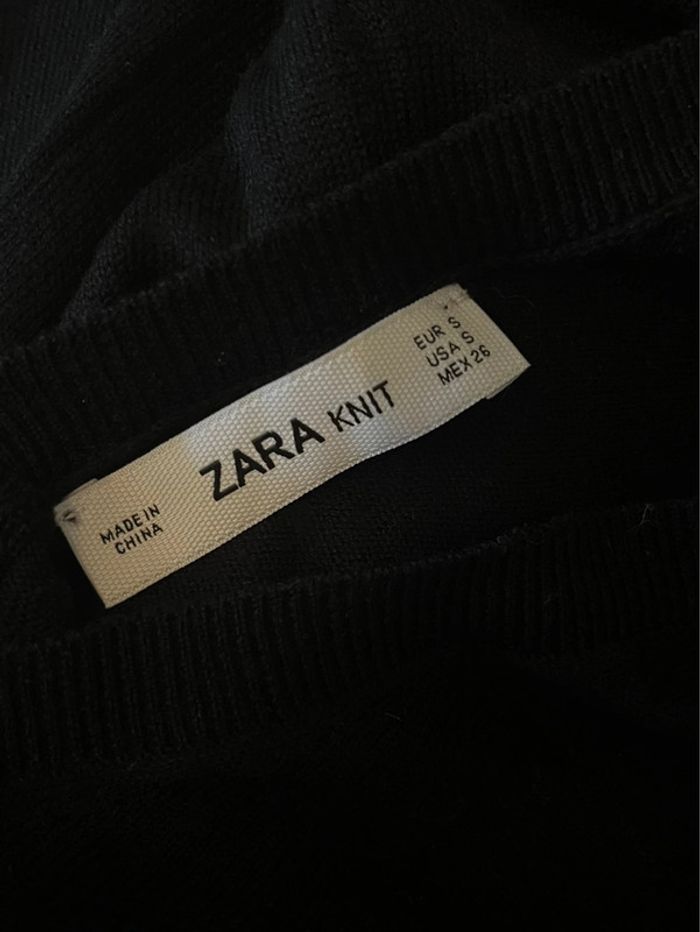 MADE IN
CHINA
ZARA KNIT
EUR S
USA S
MEX 26